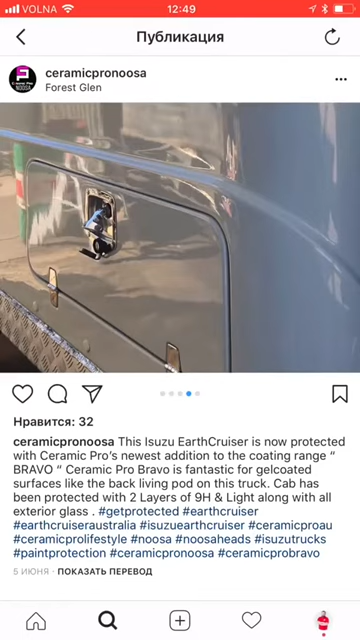 VOLNA
12:49
Публикация
ceramicpronoosa
Forest Glen
Нравится: 32
ceramicpronoosa This Isuzu EarthCruiser is now protected
with Ceramic Pro's newest addition to the coating range "
BRAVO " Ceramic Pro Bravo is fantastic for gelcoated
surfaces like the back living pod on this truck. Cab has
been protected with 2 Layers of 9H & Light along with all
exterior glass . #getprotected #earthcruiser
#earthcruiseraustralia #isuzuearthcruiser #ceramicproau
#ceramicprolifestyle #noosa #noosaheads #isuzutrucks
#paintprotection #ceramicpronoosa #ceramicprobravo
5 ИЮНЯ · ПОКАЗАТЬ ПЕРЕВОД